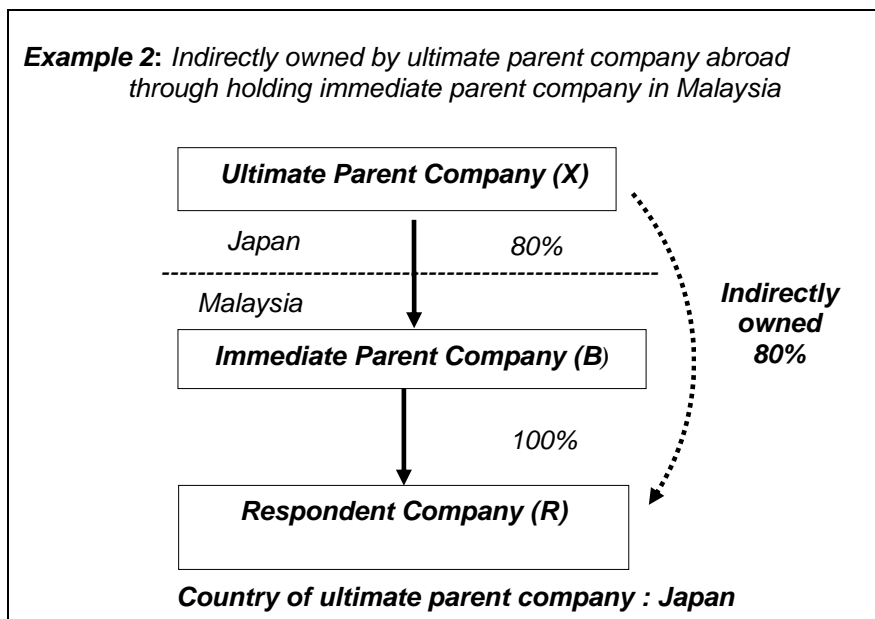 Example 2: Indirectly owned by ultimate parent company abroad
through holding immediate parent company in Malaysia
Ultimate Parent Company (X)
Japan
80%
Malaysia
Indirectly
owned
80%
Immediate Parent Company (B)
100%
Respondent Company (R)
Country of ultimate parent company : Japan